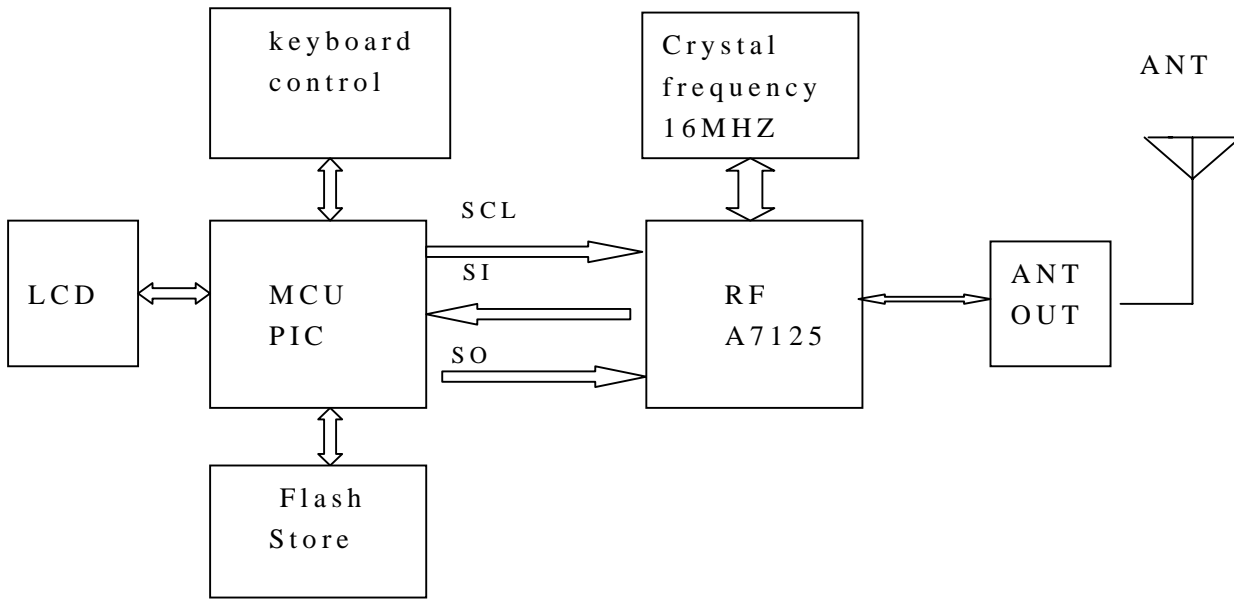 keyboard
control
Crystal
frequency
16MHZ
ANT
SCL
SI
SO
LCD
MCU
PIC
RF
A7125
ANT
OUT
Flash
Store